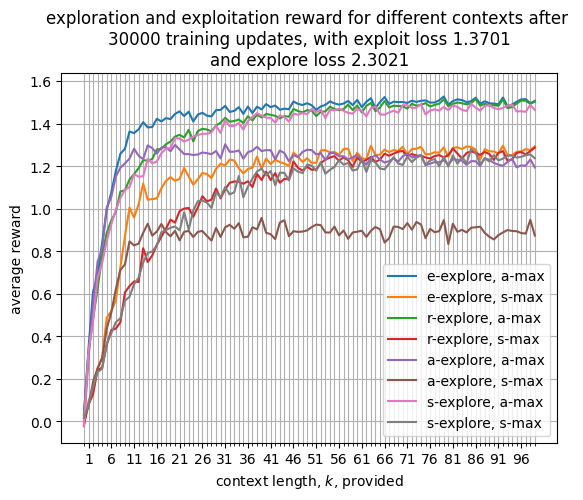 exploration and exploitation reward for different contexts after
30000 training updates, with exploit loss 1.3701
and explore loss 2.3021
1.6
1.4
1.2
1.0
0.8
0.6
0.4
0.2
0.0
average reward
e-explore, a-max
e-explore, s-max
r-explore, a-max
r-explore, s-max
a-explore, a-max
a-explore, s-max
s-explore, a-max
s-explore, s-max
1 6 11 16 21 26 31 36 41 46 51 56 61 66 71 76 81 86 91 96
context length, k, provided